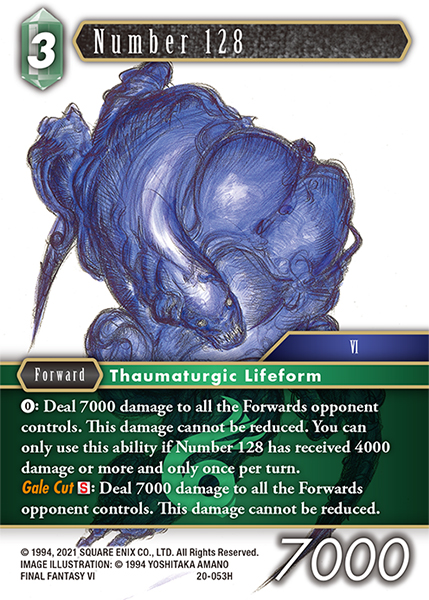 3
Number 128
VI
Forward
Thaumaturgic Lifeform
0: Deal 7000 damage to all the Forwards opponent
controls. This damage cannot be reduced. You can
only use this ability if Number 128 has received 4000
damage or more and only once per turn.
Gale Cut S: Deal 7000 damage to all the Forwards
opponent controls. This damage cannot be reduced.
© 1994, 2021 SQUARE ENIX CO., LTD. All Rights Reserved.
IMAGE ILLUSTRATION: © 1994 YOSHITAKA AMANO
FINAL FANTASY VI 20-053H
7000